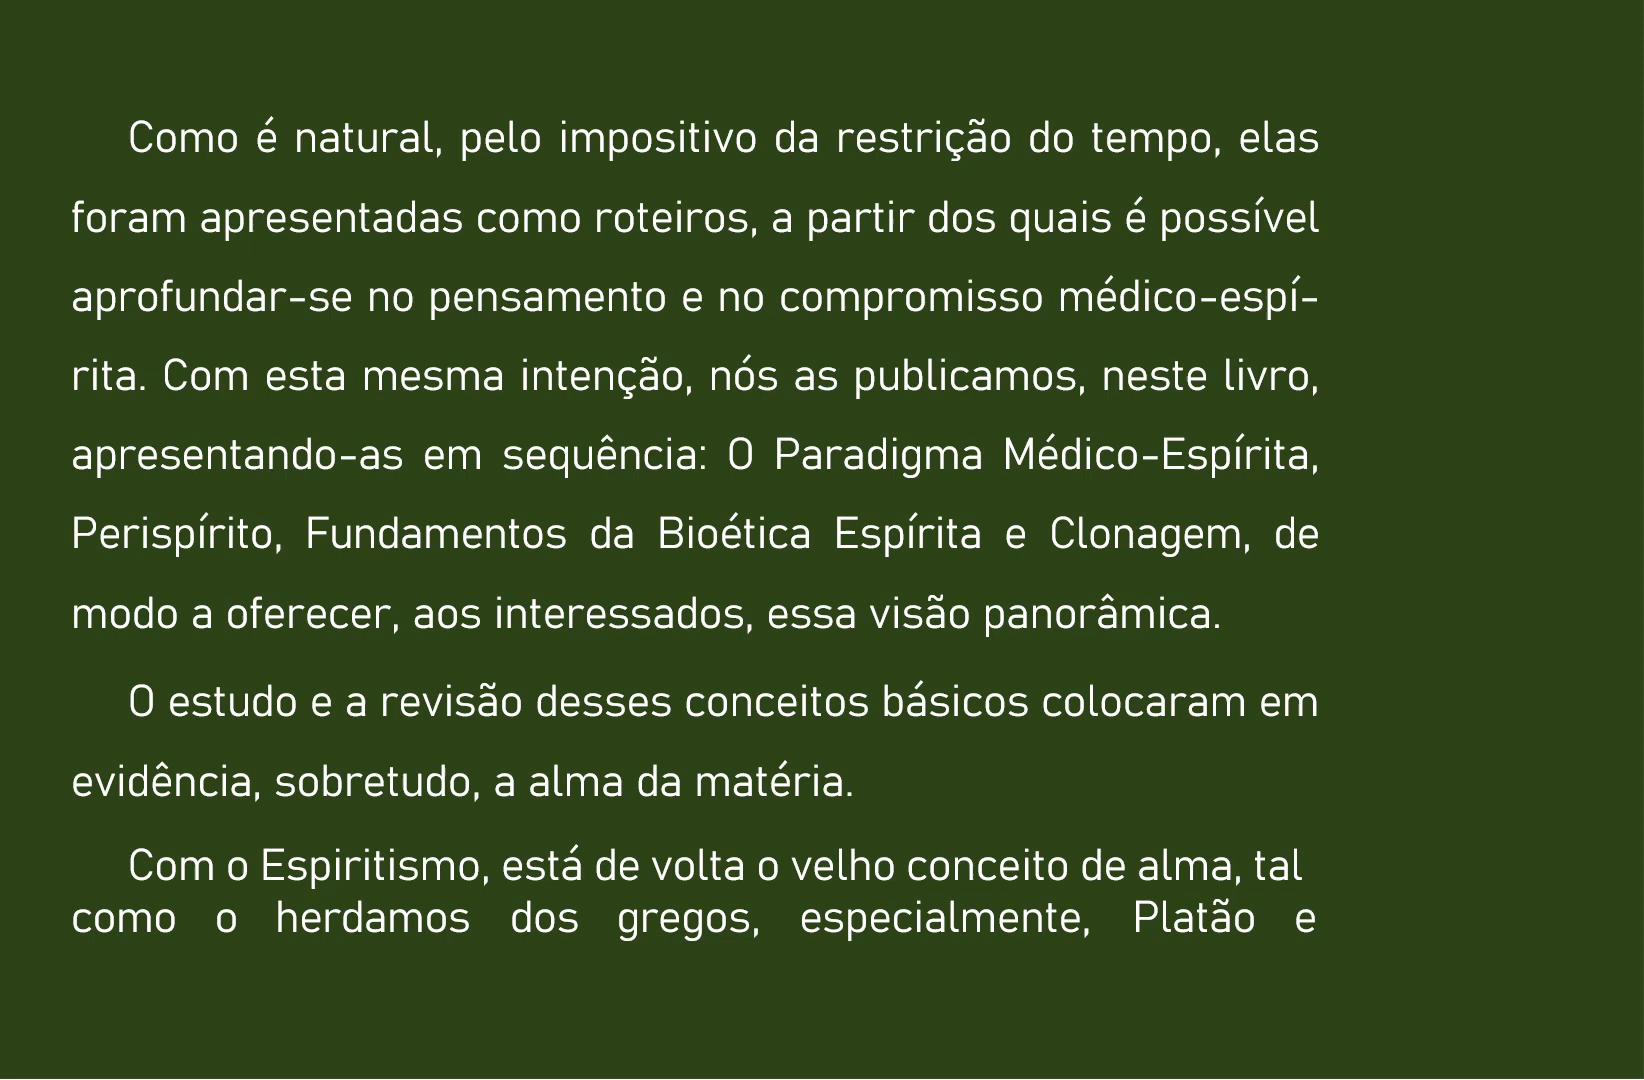 Como é natural, pelo impositivo da restrição do tempo, elas
foram apresentadas como roteiros, a partir dos quais é possível
aprofundar-se no pensamento e no compromisso médico-espí-
rita. Com esta mesma intenção, nós as publicamos, neste livro,
apresentando-as em sequência: O Paradigma Médico-Espírita,
Perispírito, Fundamentos da Bioética Espírita e Clonagem, de
modo a oferecer, aos interessados, essa visão panorâmica.
O estudo e a revisão desses conceitos básicos colocaram em
evidência, sobretudo, a alma da matéria.
Com o Espiritismo, está de volta o velho conceito de alma, tal
como o herdamos dos gregos, especialmente, Platão e